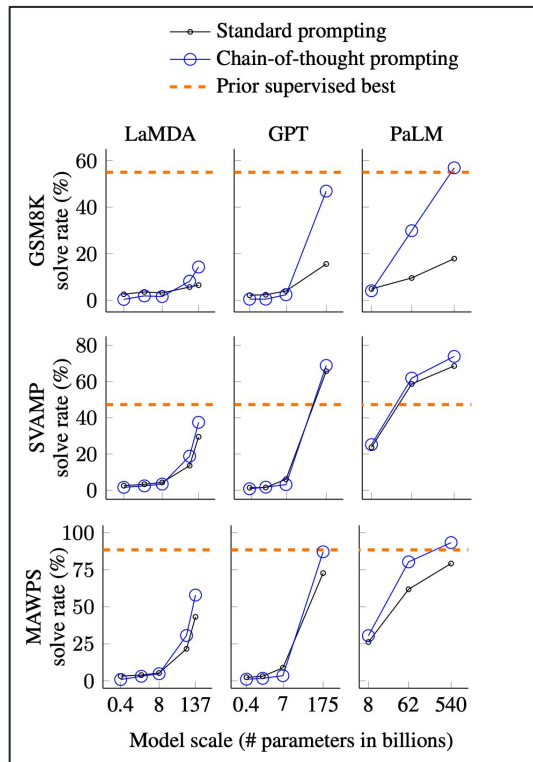 Standard prompting
Chain-of-thought prompting
Prior supervised best
LaMDA GPT PaLM
GSM8K
solve rate (%)
60
40
20
0
SVAMP
solve rate (%)
80
60
40
20
0
MAWPS
solve rate (%)
100
75
50
25
0
0.4 8 137 0.4 7 175 8 62 540
Model scale (# parameters in billions)